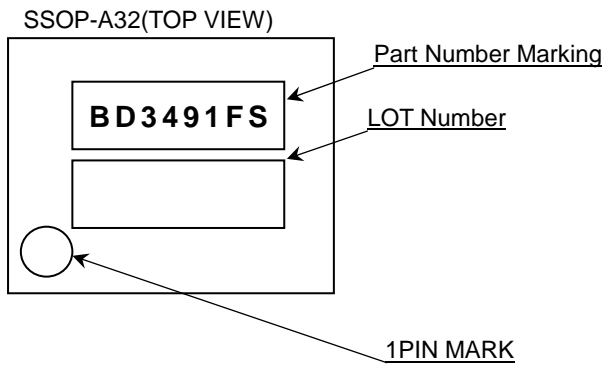 SSOP-A32(TOP VIEW)
Part Number Marking
BD3491FS
LOT Number
1PIN MARK